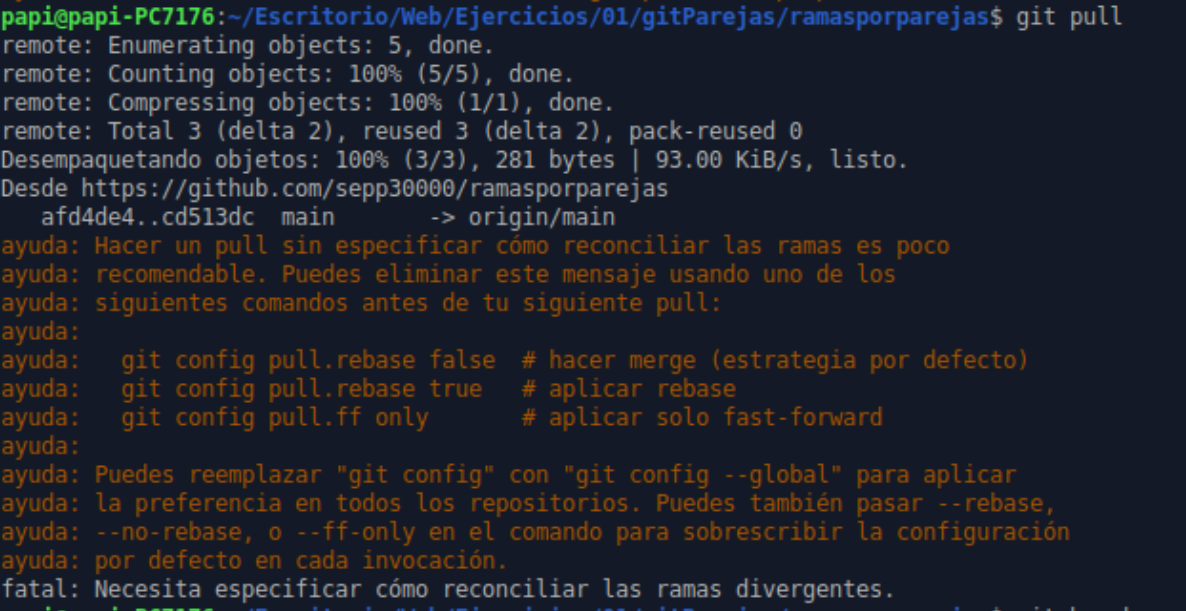 papi@papi-PC7176:~/Escritorio/Web/Ejercicios/01/gitParejas/ramasporparejas$ git pull
remote: Enumerating objects: 5, done.
remote: Counting objects: 100% (5/5), done.
remote: Compressing objects: 100% (1/1), done.
remote: Total 3 (delta 2), reused 3 (delta 2), pack-reused 0
Desempaquetando objetos: 100% (3/3), 281 bytes | 93.00 KiB/s, listo.
Desde https://github.com/sepp30000/ramasporparejas
   afd4de4..cd513dc  main       -> origin/main
ayuda: Hacer un pull sin especificar cómo reconciliar las ramas es poco
ayuda: recomendable. Puedes eliminar este mensaje usando uno de los
ayuda: siguientes comandos antes de tu siguiente pull:
ayuda:
ayuda:   git config pull.rebase false  # hacer merge (estrategia por defecto)
ayuda:   git config pull.rebase true   # aplicar rebase
ayuda:   git config pull.ff only       # aplicar solo fast-forward
ayuda:
ayuda: Puedes reemplazar "git config" con "git config --global" para aplicar
ayuda: la preferencia en todos los repositorios. Puedes también pasar --rebase,
ayuda: --no-rebase, o --ff-only en el comando para sobrescribir la configuración
ayuda: por defecto en cada invocación.
fatal: Necesita especificar cómo reconciliar las ramas divergentes.